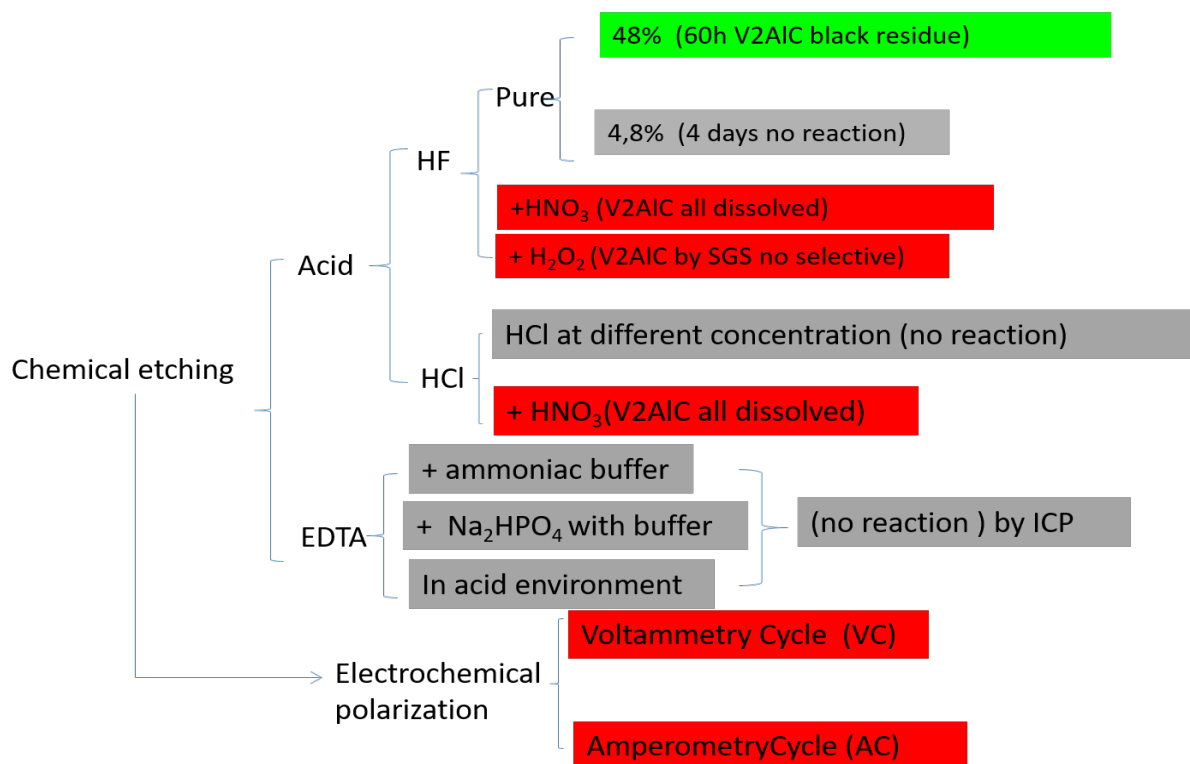 48%  (60h V2AlC black residue)
Pure
4,8%  (4 days no reaction)
HF
+HNO₃ (V2AlC all dissolved)
+ H₂O₂ (V2AlC by SGS no selective)
Acid
HCl at different concentration (no reaction)
Chemical etching
HCl
+ HNO₃(V2AlC all dissolved)
+ ammoniac buffer
EDTA
+  Na₂HPO₄ with buffer
(no reaction ) by ICP
In acid environment
Voltammetry Cycle  (VC)
Electrochemical
polarization
AmperometryCycle (AC)